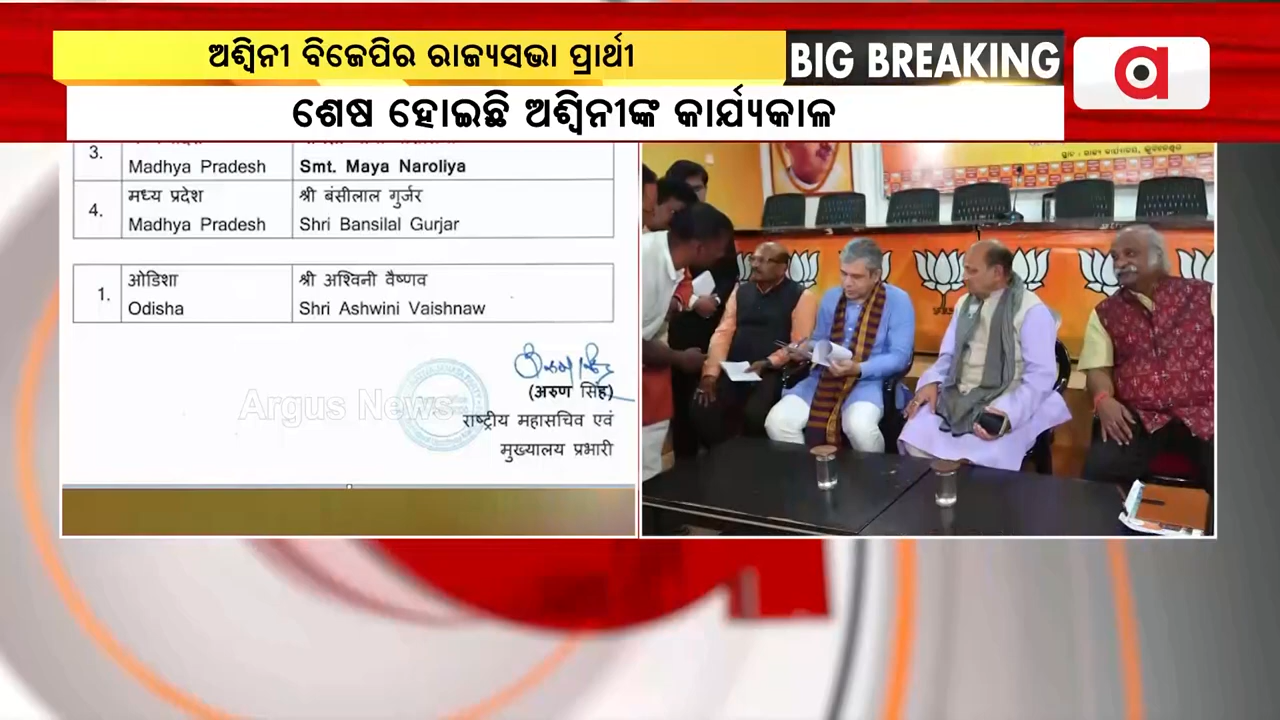 ଅଶ୍ୱିନୀ ବିଜେପିର ରାଜ୍ୟସଭା ପ୍ରାର୍ଥୀ
BIG BREAKING
ଶେଷ ହୋଇଛି ଅଶ୍ୱିନୀଙ୍କ କାର୍ଯ୍ୟକାଳ
3.
Madhya Pradesh Smt. Maya Naroliya
4. मध्य प्रदेश श्री बंसीलाल गुर्जर
Madhya Pradesh Shri Bansilal Gurjar
1. ओडिशा श्री अश्विनी वैष्णव
Odisha Shri Ashwini Vaishnaw
(अरुण सिंह)
Argus News
राष्ट्रीय महासचिव एवं
मुख्यालय प्रभारी